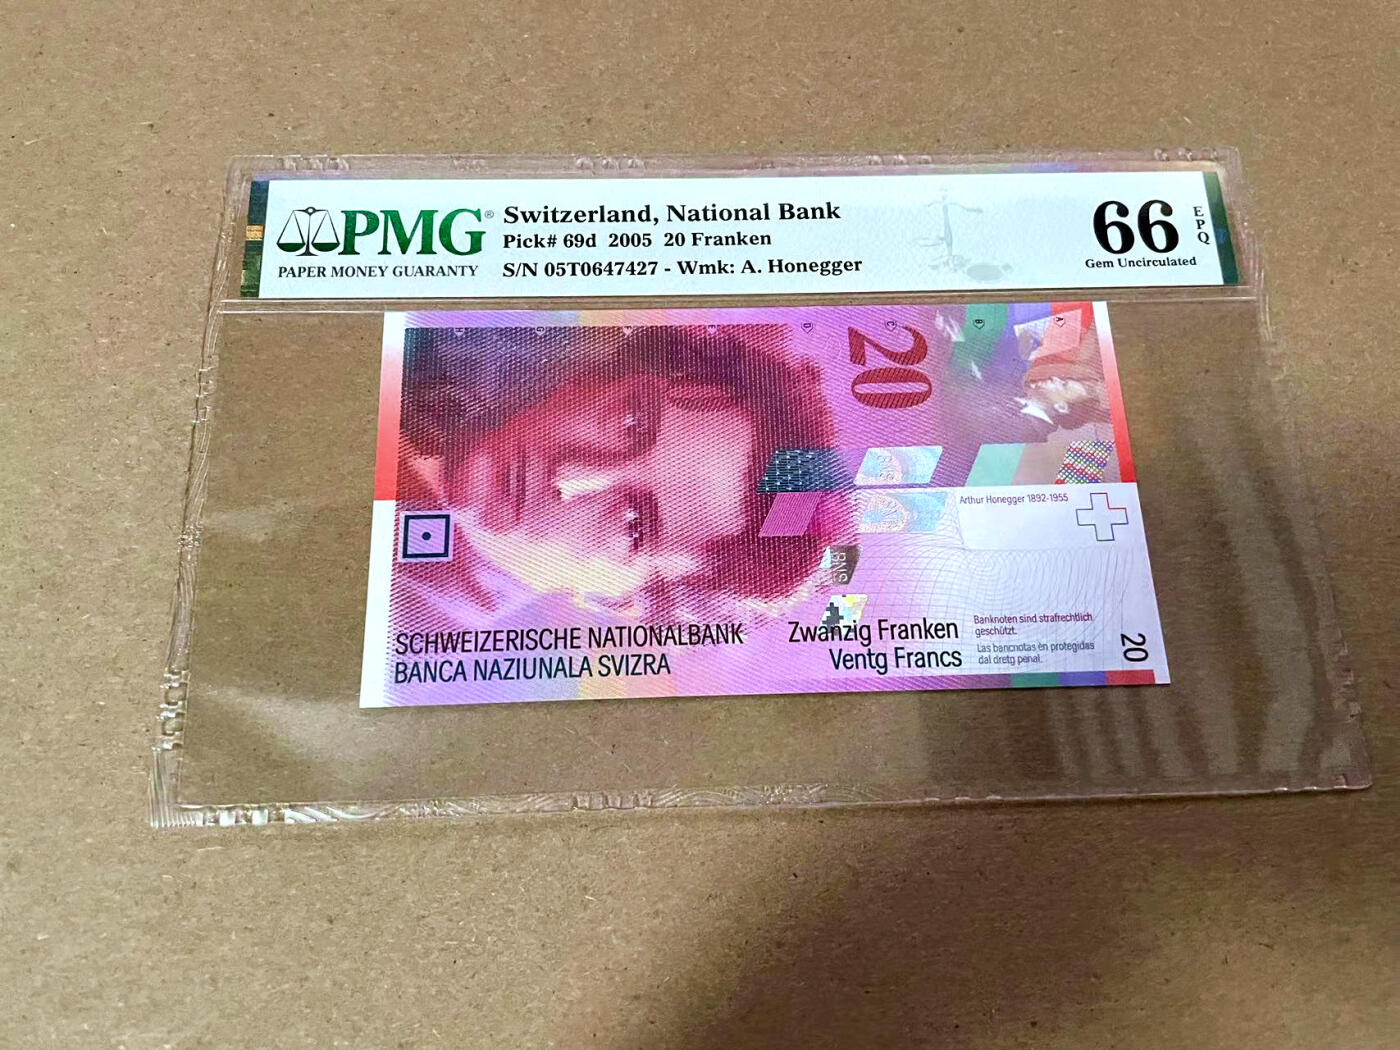 PMG®
PAPER MONEY GUARANTY
Switzerland, National Bank
Pick# 69d 2005 20 Franken
S/N 05T0647427 - Wmk: A. Honegger
66
EPQ
Gem Uncirculated
H G F E D C B A
20
Arthur Honegger 1892-1955
BNS
SCHWEIZERISCHE NATIONALBANK
BANCA NAZIUNALA SVIZRA
Zwanzig Franken
Ventg Francs
Banknoten sind strafrechtlich
geschützt.
Las bancnotas èn protegidas
dal dretg penal.
20